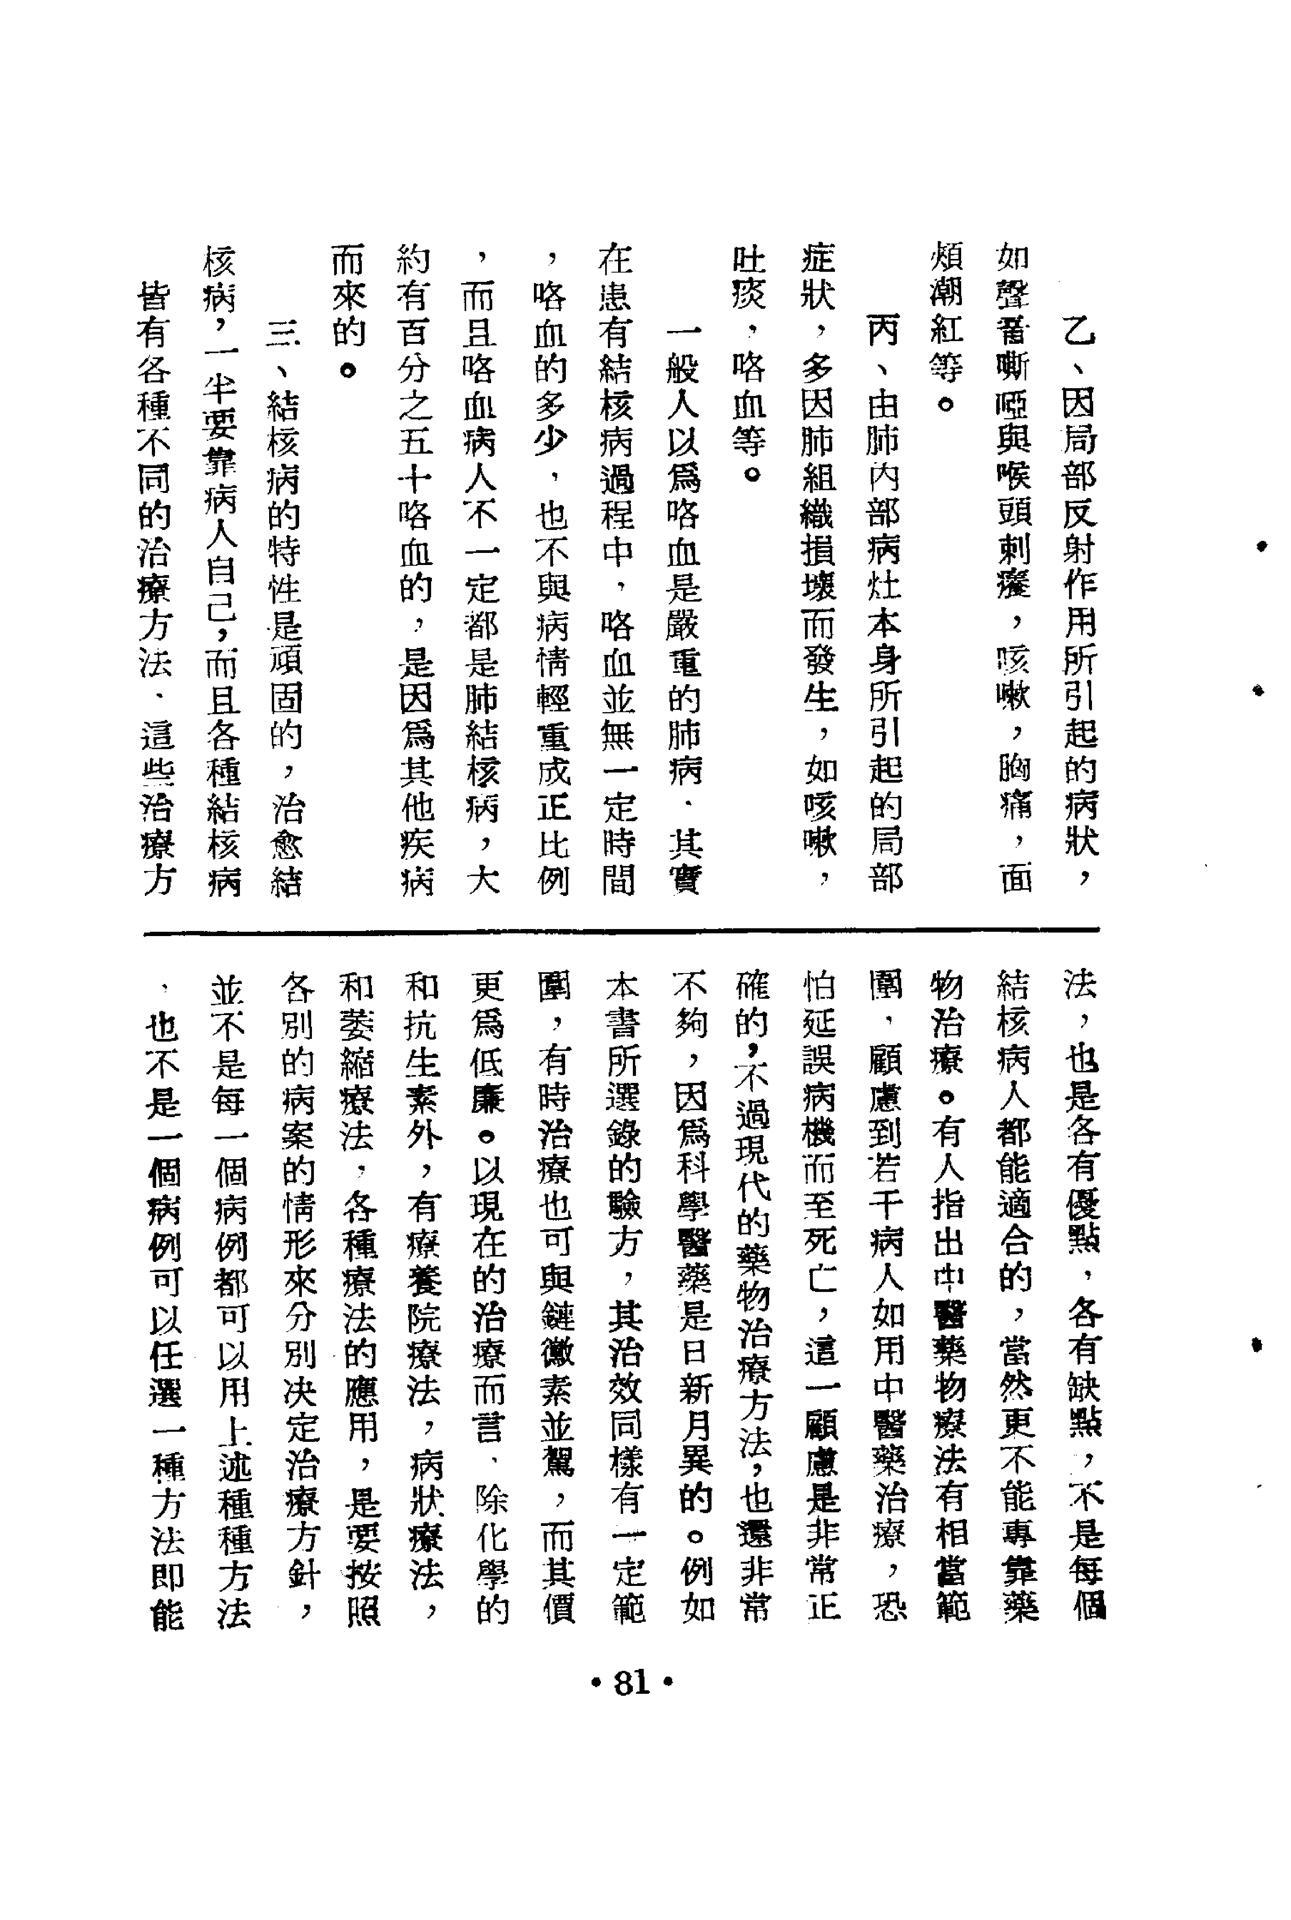 乙、因局部反射作用所引起的病狀，
如聲音嘶啞與喉頭刺癢，咳嗽，胸痛，面
頰潮紅等。
丙、由肺內部病灶本身所引起的局部
症狀，多因肺組織損壞而發生，如咳嗽，
吐痰，咯血等。
一般人以爲咯血是嚴重的肺病．其實
在患有結核病過程中，咯血並無一定時間
，咯血的多少，也不與病情輕重成正比例
，而且咯血病人不一定都是肺結核病，大
約有百分之五十咯血的，是因爲其他疾病
而來的。
三、結核病的特性是頑固的，治愈結
核病，一半要靠病人自己，而且各種結核病
皆有各種不同的治療方法．這些治療方
法，也是各有優點，各有缺點，不是每個
結核病人都能適合的，當然更不能專靠藥
物治療。有人指出中醫藥物療法有相當範
圍，顧慮到若干病人如用中醫藥治療，恐
怕延誤病機而至死亡，這一顧慮是非常正
確的，不過現代的藥物治療方法，也還非常
不夠，因爲科學醫藥是日新月異的。例如
本書所選錄的驗方，其治效同樣有一定範
圍，有時治療也可與鏈黴素並駕，而其價
更爲低廉。以現在的治療而言．除化學的
和抗生素外，有療養院療法，病狀療法，
和萎縮療法，各種療法的應用，是要按照
各別的病案的情形來分別決定治療方針，
並不是每一個病例都可以用上述種種方法
，也不是一個病例可以任選一種方法即能
•81•